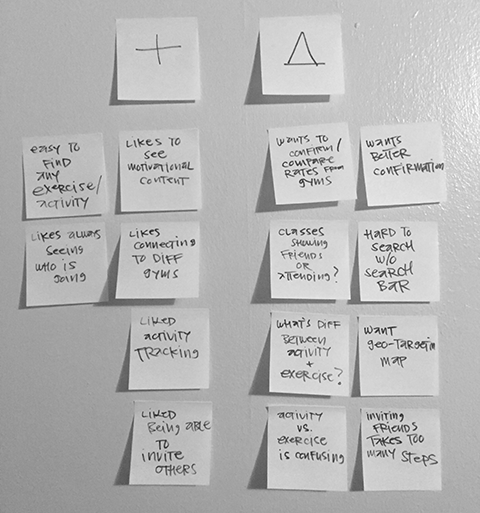 +
Δ
EASY TO
FIND
ANY
EXERCISE/
ACTIVITY
LIKES TO
SEE
MOTIVATIONAL
CONTENT
WANTS TO
CONFIRM/
COMPARE
RATES FROM
GYMS
WANTS
BETTER
CONFIRMATION
LIKES ALWAYS
SEEING
WHO IS
GOING
LIKES
CONNECTING
TO DIFF
GYMS
CLASSES
SHOWING
FRIENDS
OR
ATTENDING?
HARD TO
SEARCH
W/O
SEARCH
BAR
LIKED
ACTIVITY
TRACKING
WHAT'S DIFF
BETWEEN
ACTIVITY
+
EXERCISE?
WANT
GEO-TARGETIN
MAP
LIKED
BEING ABLE
TO
INVITE
OTHERS
ACTIVITY
VS.
EXERCISE
IS CONFUSING
INVITING
FRIENDS
TAKES TOO
MANY STEPS